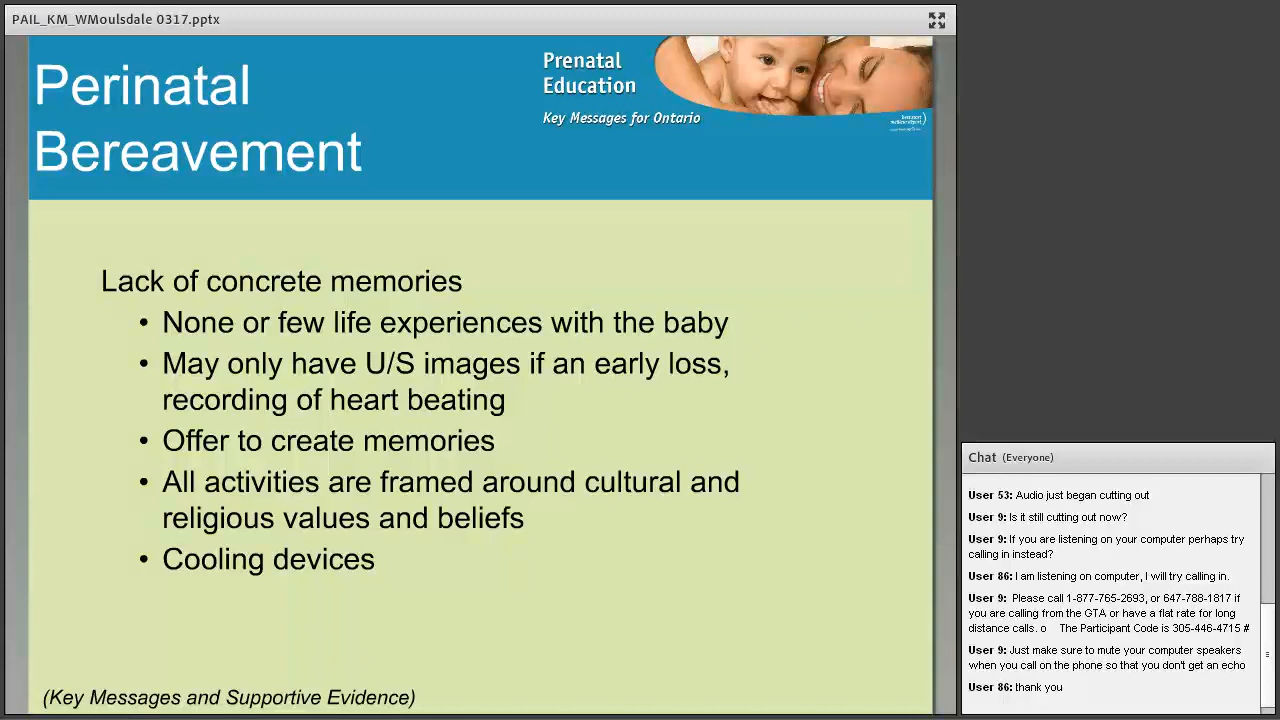 PAIL_KM_WMoulsdale 0317.pptx
Perinatal
Bereavement
Prenatal
Education
Key Messages for Ontario
Lack of concrete memories
• None or few life experiences with the baby
• May only have U/S images if an early loss,
recording of heart beating
• Offer to create memories
• All activities are framed around cultural and
religious values and beliefs
• Cooling devices
(Key Messages and Supportive Evidence)
Chat (Everyone)
User 53: Audio just began cutting out
User 9: Is it still cutting out now?
User 9: If you are listening on your computer perhaps try
calling in instead?
User 86: I am listening on computer, I will try calling in.
User 9: Please call 1-877-765-2693, or 647-788-1817 if
you are calling from the GTA or have a flat rate for long
distance calls. o The Participant Code is 305-446-4715 #
User 9: Just make sure to mute your computer speakers
when you call on the phone so that you don't get an echo
User 86: thank you